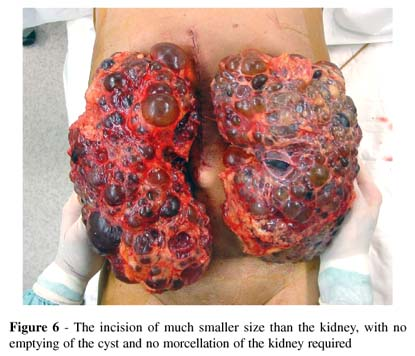 Figure 6 - The incision of much smaller size than the kidney, with no
emptying of the cyst and no morcellation of the kidney required